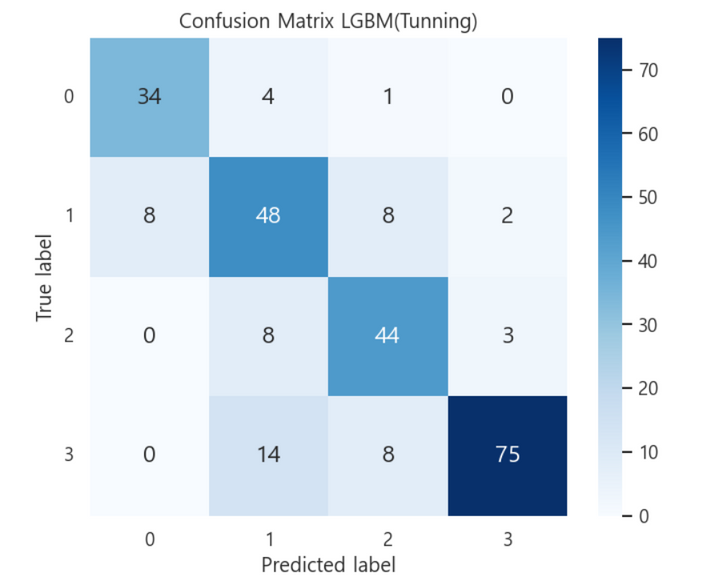 Confusion Matrix LGBM(Tunning)
0 34 4 1 0
1 8 48 8 2
2 0 8 44 3
3 0 14 8 75
0 1 2 3
Predicted label
True label
70
60
50
40
30
20
10
0